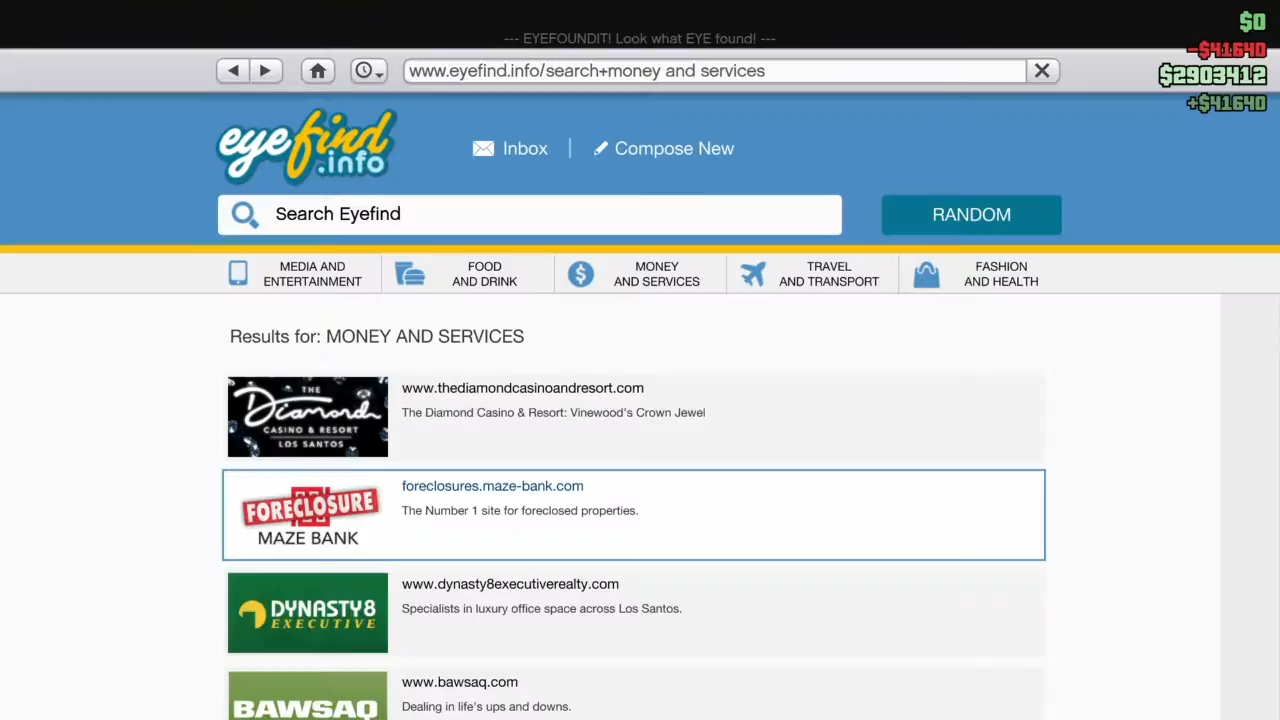 $0
--- EYEFOUNDIT! Look what EYE found! ---
-$41640
www.eyefind.info/search+money and services
$2903412
+$41640
eyefind
.info
Inbox
Compose New
Search Eyefind
RANDOM
MEDIA AND
ENTERTAINMENT
FOOD
AND DRINK
MONEY
AND SERVICES
TRAVEL
AND TRANSPORT
FASHION
AND HEALTH
Results for: MONEY AND SERVICES
THE
Diamond
CASINO & RESORT
LOS SANTOS
www.thediamondcasinoandresort.com
The Diamond Casino & Resort: Vinewood's Crown Jewel
FORECLOSURE
MAZE BANK
foreclosures.maze-bank.com
The Number 1 site for foreclosed properties.
DYNASTY8
EXECUTIVE
www.dynasty8executiverealty.com
Specialists in luxury office space across Los Santos.
BAWSAQ
www.bawsaq.com
Dealing in life's ups and downs.